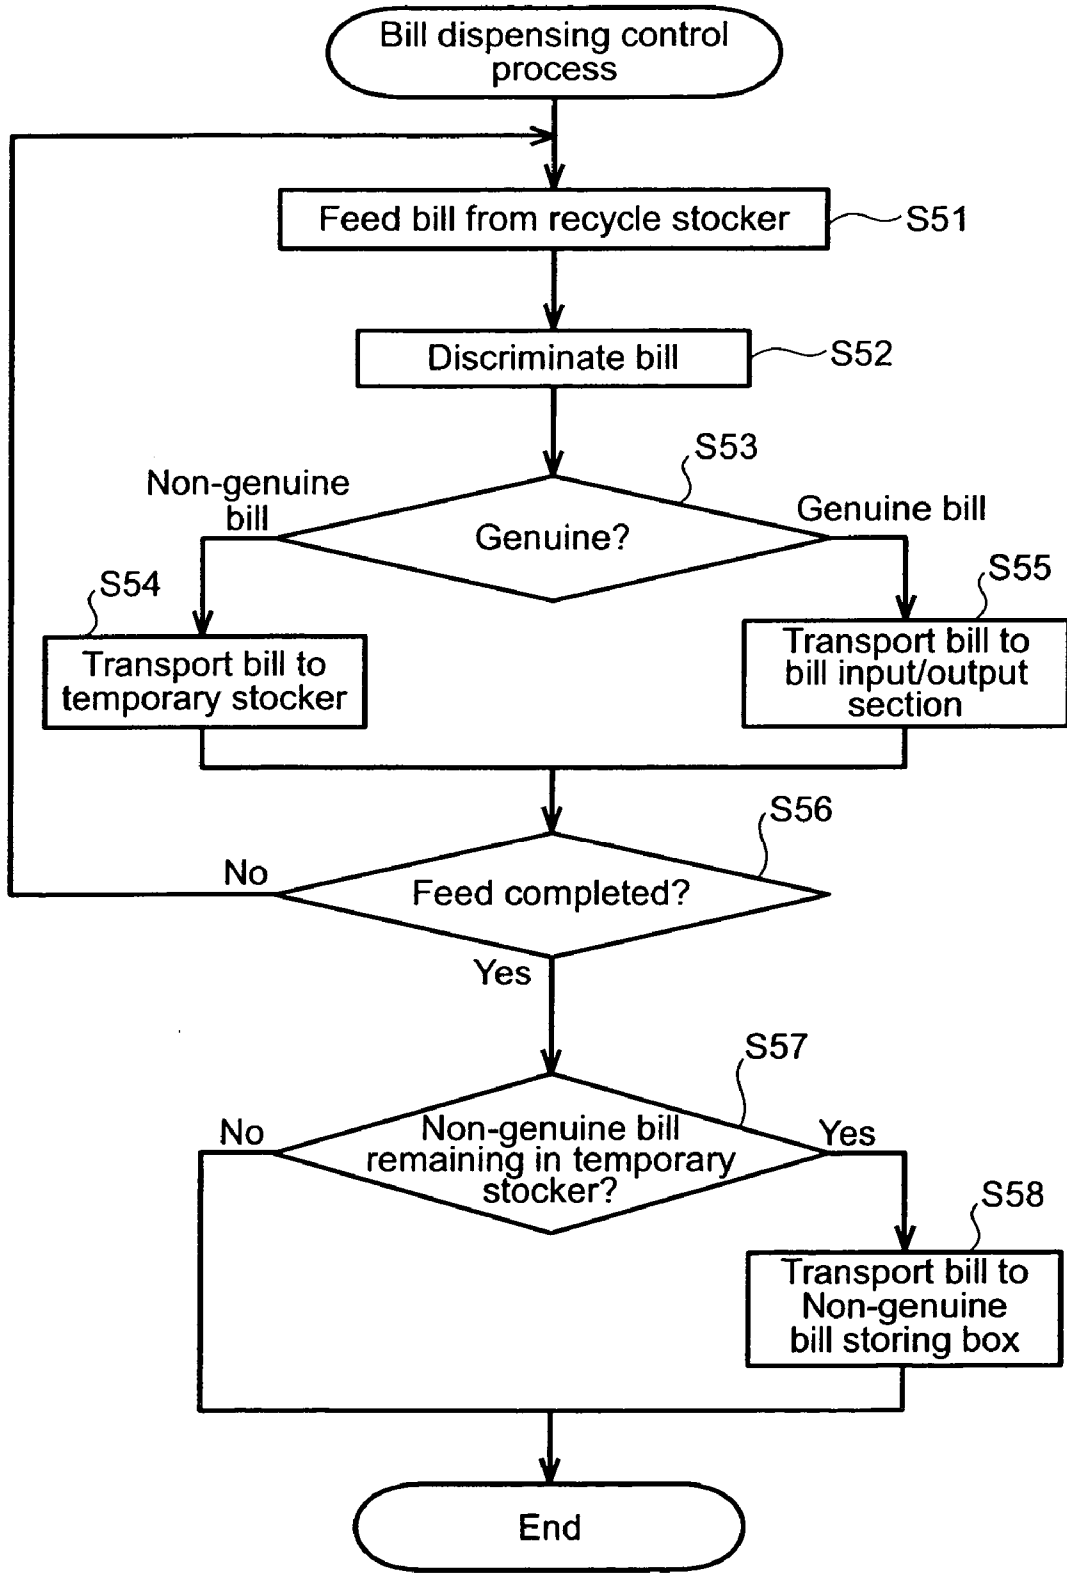 Bill dispensing control
process
Feed bill from recycle stocker
S51
Discriminate bill
S52
S53
Non-genuine
bill
Genuine?
Genuine bill
S54
S55
Transport bill to
temporary stocker
Transport bill to
bill input/output
section
S56
No
Feed completed?
Yes
S57
No
Non-genuine bill
remaining in temporary
stocker?
Yes
S58
Transport bill to
Non-genuine
bill storing box
End